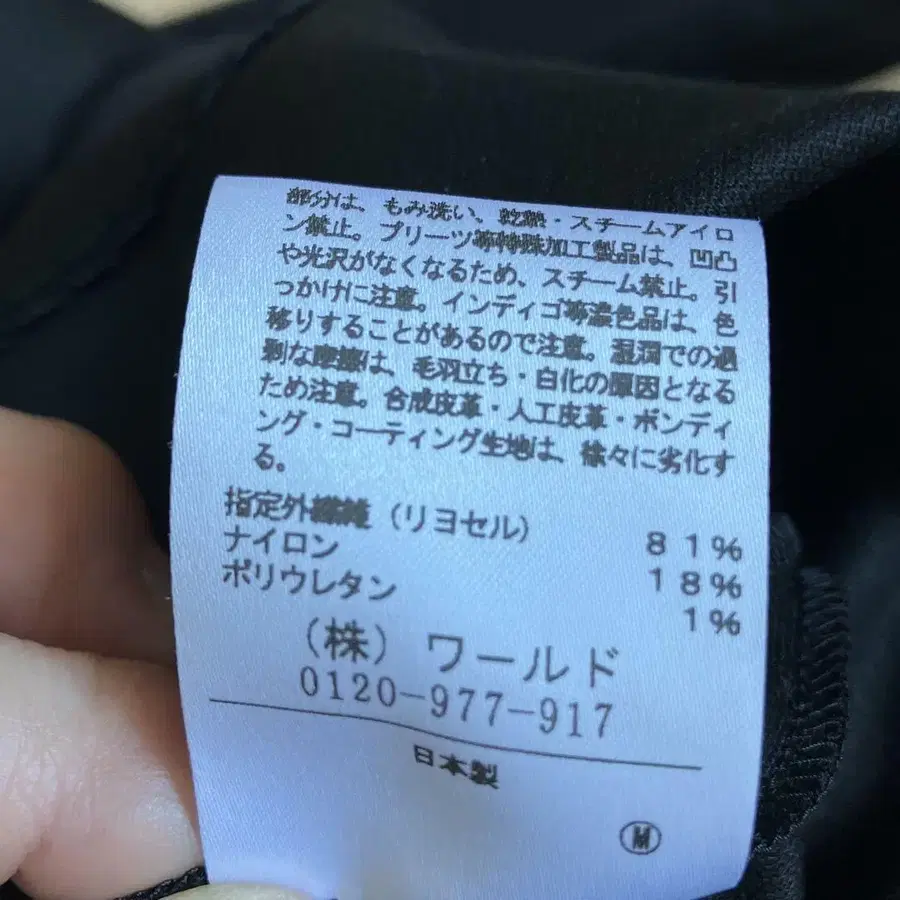 部分は、もみ洗い、乾燥・スチームアイロ
ン禁止。プリーツ等特殊加工製品は、凹凸
や光沢がなくなるため、スチーム禁止。引
っかけに注意。インディゴ等濃色品は、色
移りすることがあるので注意。湿潤での過
剰な摩擦は、毛羽立ち・白化の原因となる
ため注意。合成皮革・人工皮革・ボンディ
ング・コーティング生地は、徐々に劣化す
る。
指定外繊維（リヨセル） 81%
ナイロン 18%
ポリウレタン 1%
（株）ワールド
0120-977-917
日本製
M